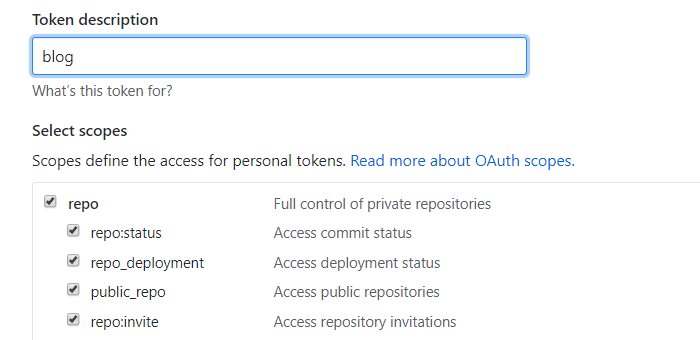 Token description
blog
What's this token for?
Select scopes
Scopes define the access for personal tokens. Read more about OAuth scopes.
repo Full control of private repositories
repo:status Access commit status
repo_deployment Access deployment status
public_repo Access public repositories
repo:invite Access repository invitations